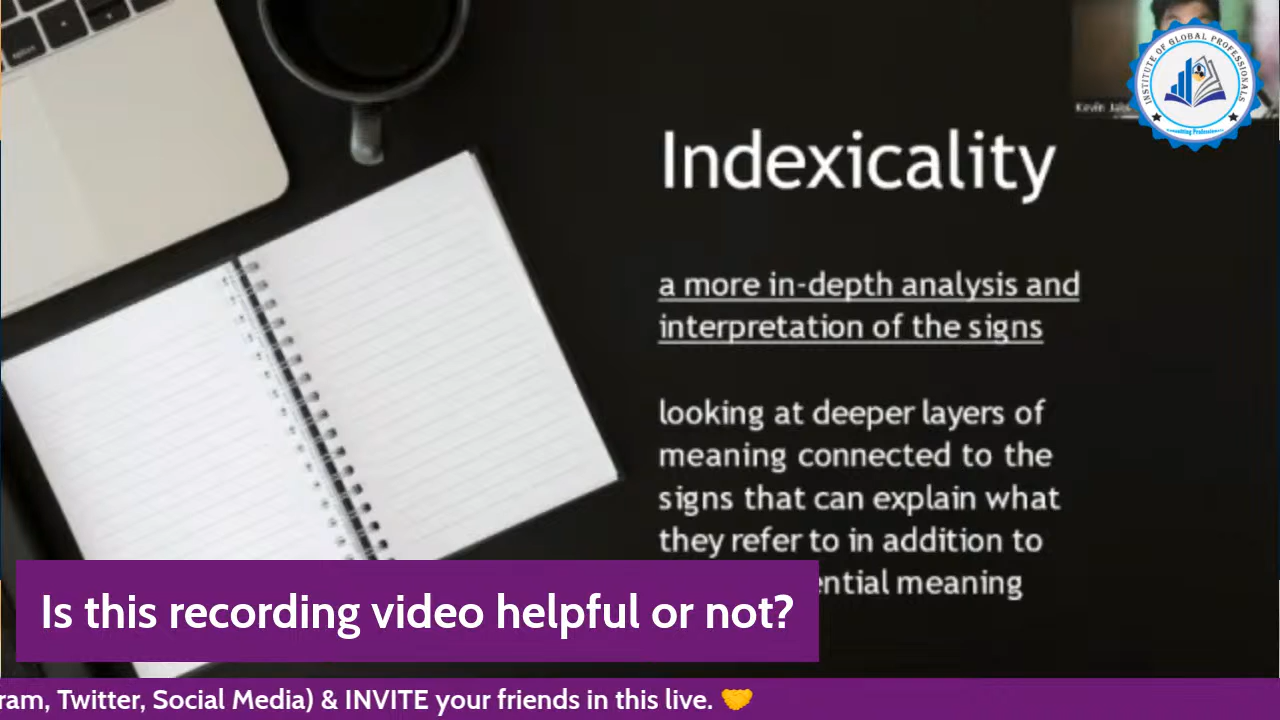 option
INSTITUTE OF GLOBAL PROFESSIONALS
Kevin
Indexicality
a more in-depth analysis and
interpretation of the signs
looking at deeper layers of
meaning connected to the
signs that can explain what
they refer to in addition to
ential meaning
Is this recording video helpful or not?
ram, Twitter, Social Media) & INVITE your friends in this live. 🤝